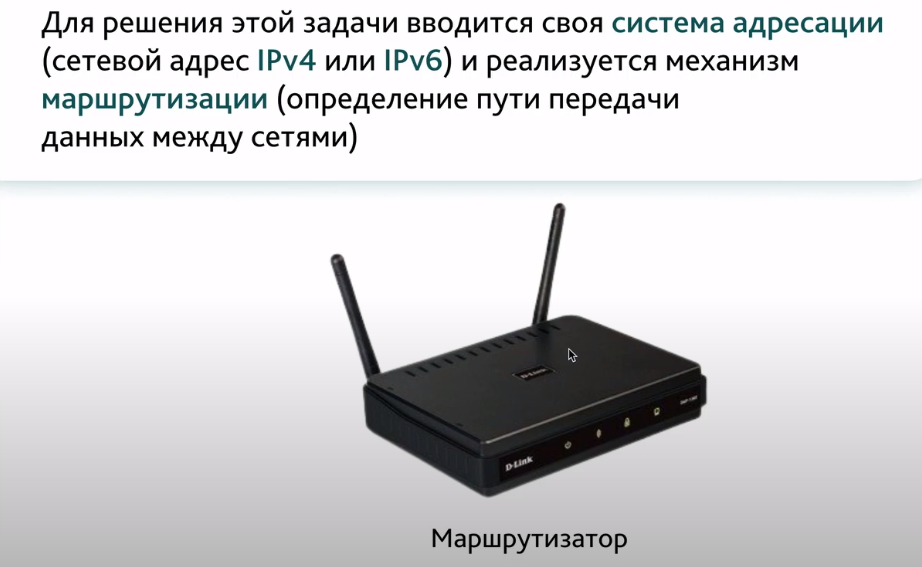 Для решения этой задачи вводится своя система адресации
(сетевой адрес IPv4 или IPv6) и реализуется механизм
маршрутизации (определение пути передачи
данных между сетями)
D-Link
D-Link
Маршрутизатор